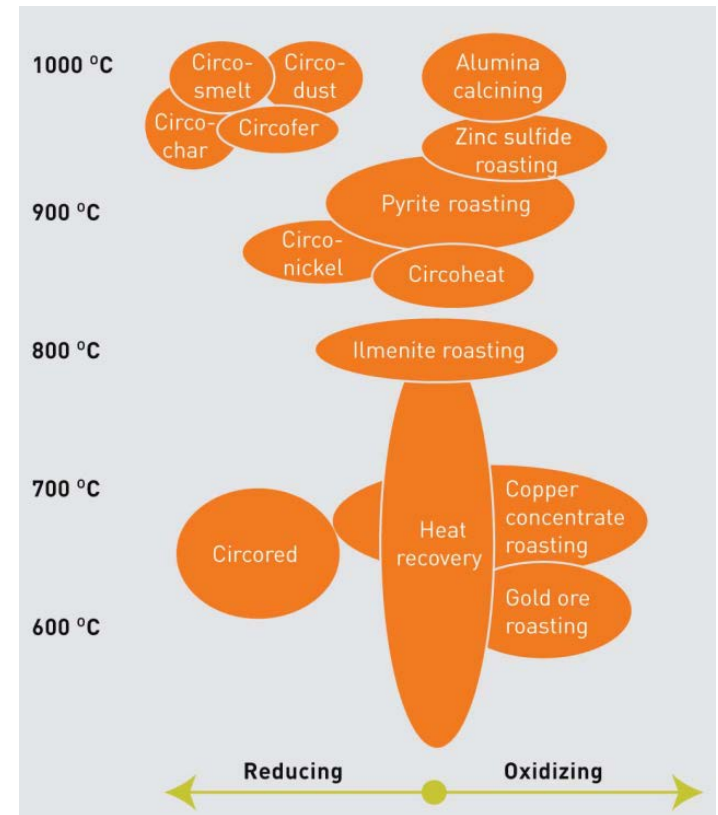 1000 °C
Circo-
smelt
Circo-
dust
Alumina
calcining
Circo-
char
Circofer
Zinc sulfide
roasting
900 °C
Pyrite roasting
Circo-
nickel
Circoheat
800 °C
Ilmenite roasting
700 °C
Copper
concentrate
roasting
Circored
Heat
recovery
Gold ore
roasting
600 °C
Reducing
Oxidizing